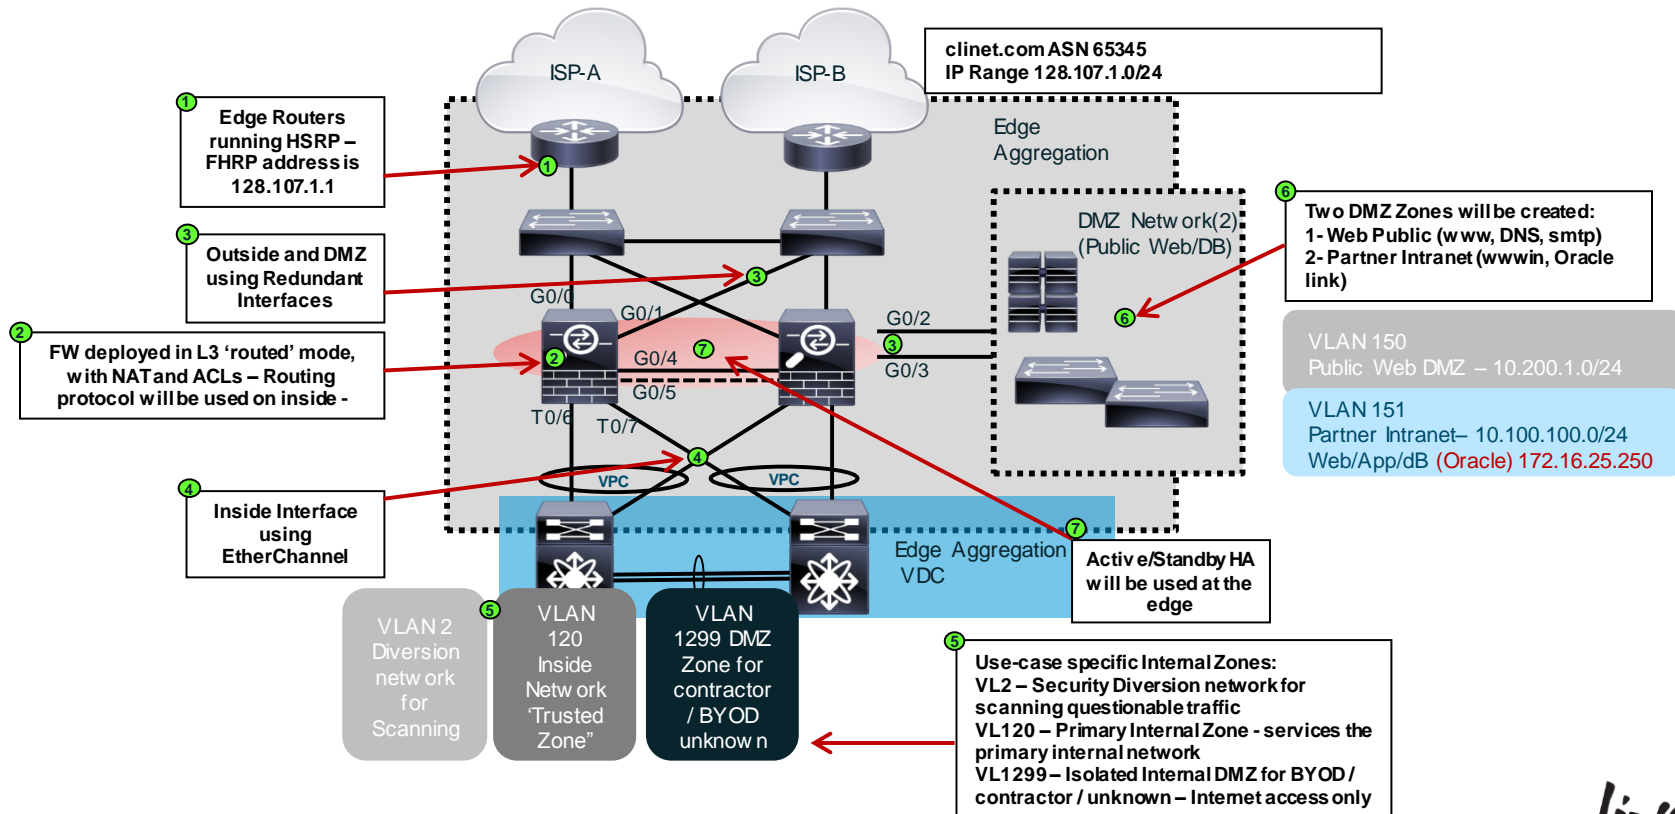 clinet.com ASN 65345
IP Range 128.107.1.0/24
ISP-A
ISP-B
1
Edge Routers
running HSRP –
FHRP address is
128.107.1.1
1
Edge
Aggregation
3
Outside and DMZ
using Redundant
Interfaces
3
DMZ Network(2)
(Public Web/DB)
6
6
Two DMZ Zones will be created:
1- Web Public (www, DNS, smtp)
2- Partner Intranet (wwwin, Oracle
link)
G0/0
G0/1
G0/2
3
G0/3
2
FW deployed in L3 ‘routed’ mode,
with NAT and ACLs – Routing
protocol will be used on inside -
2
7
G0/4
G0/5
T0/6
T0/7
VLAN 150
Public Web DMZ – 10.200.1.0/24
VLAN 151
Partner Intranet– 10.100.100.0/24
Web/App/dB (Oracle) 172.16.25.250
4
VPC
VPC
4
Inside Interface
using
EtherChannel
Edge Aggregation
VDC
7
Active/Standby HA
will be used at the
edge
VLAN 2
Diversion
network
for
Scanning
5
VLAN
120
Inside
Network
‘Trusted
Zone”
VLAN
1299 DMZ
Zone for
contractor
/ BYOD
unknown
5
Use-case specific Internal Zones:
VL2 – Security Diversion network for
scanning questionable traffic
VL120 – Primary Internal Zone - services the
primary internal network
VL1299 – Isolated Internal DMZ for BYOD /
contractor / unknown – Internet access only